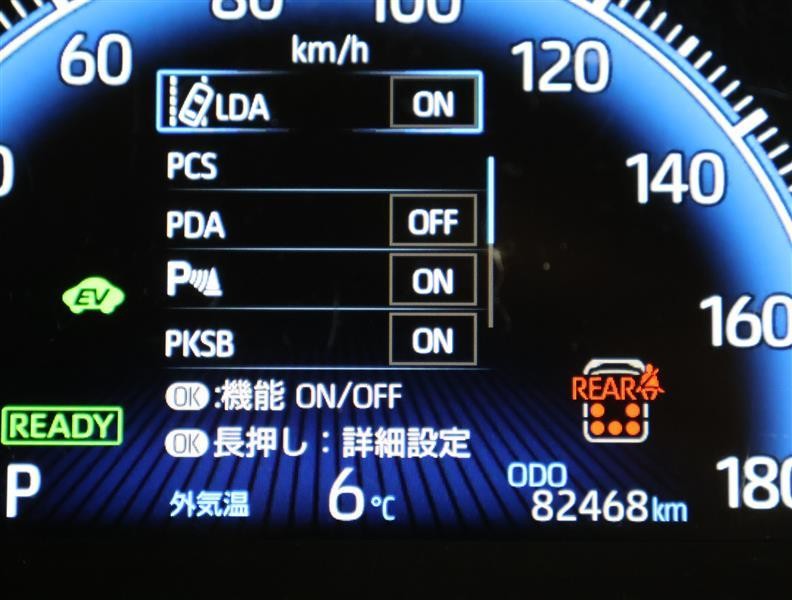 80
100
60
km/h
120
LDA ON
PCS
140
PDA OFF
P ON
EV
160
PKSB ON
REAR
OK:機能 ON/OFF
READY
OK長押し:詳細設定
P
外気温 6℃
ODO
82468km
180